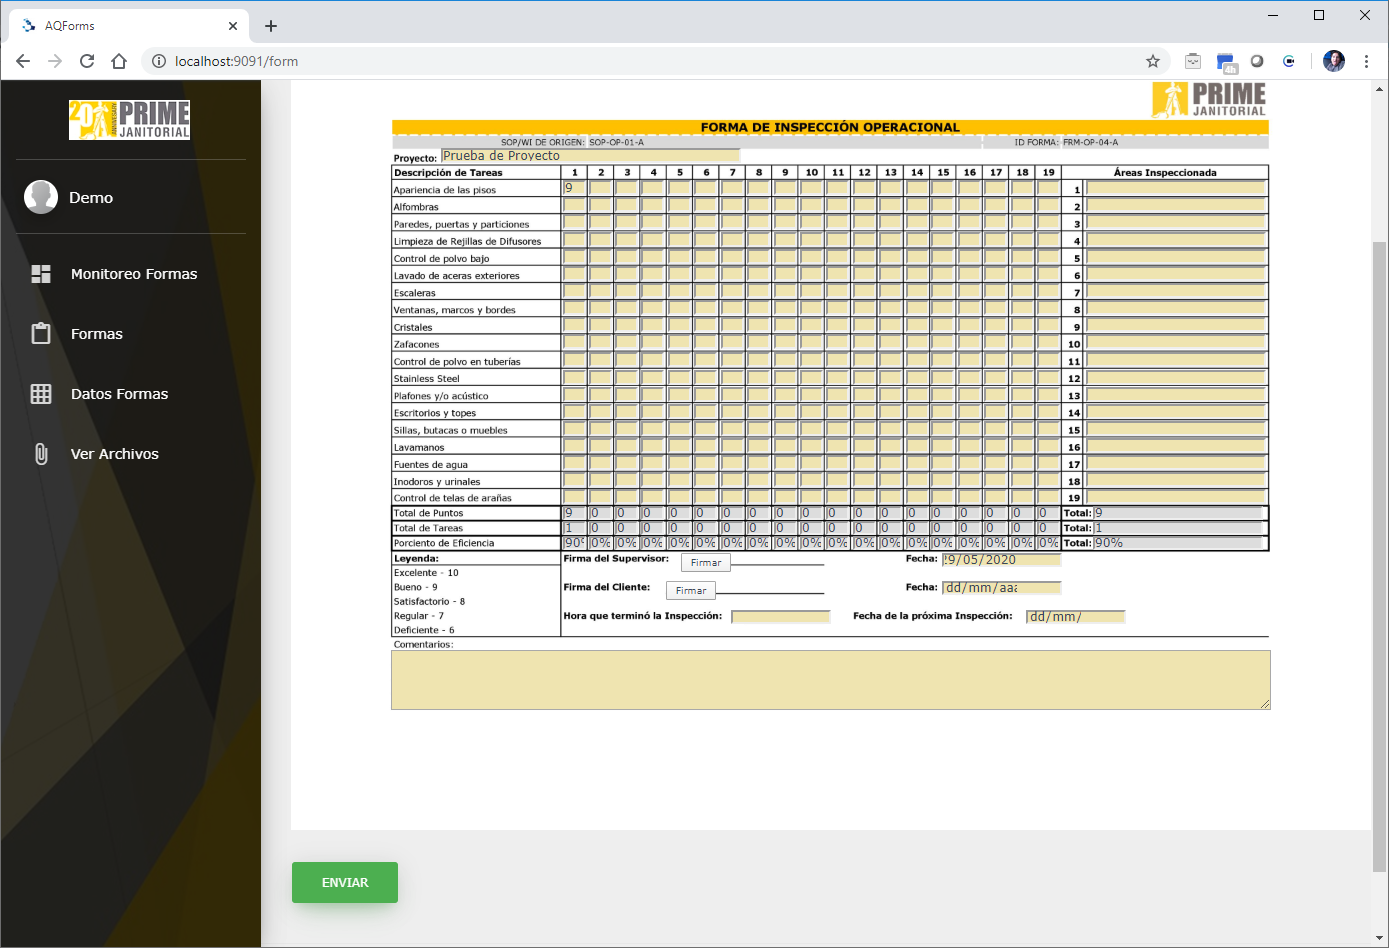 AQForms
localhost:9091/form
4h
20 ANIVERSARIO PRIME JANITORIAL
Demo
Monitoreo Formas
Formas
Datos Formas
Ver Archivos
PRIME
JANITORIAL
FORMA DE INSPECCIÓN OPERACIONAL
SOP/WI DE ORIGEN: SOP-OP-01-A ID FORMA: FRM-OP-04-A
Proyecto: Prueba de Proyecto
Descripción de Tareas 1 2 3 4 5 6 7 8 9 10 11 12 13 14 15 16 17 18 19 Áreas Inspeccionada
Apariencia de las pisos 9 1
Alfombras 2
Paredes, puertas y particiones 3
Limpieza de Rejillas de Difusores 4
Control de polvo bajo 5
Lavado de aceras exteriores 6
Escaleras 7
Ventanas, marcos y bordes 8
Cristales 9
Zafacones 10
Control de polvo en tuberías 11
Stainless Steel 12
Plafones y/o acústico 13
Escritorios y topes 14
Sillas, butacas o muebles 15
Lavamanos 16
Fuentes de agua 17
Inodoros y urinales 18
Control de telas de arañas 19
Total de Puntos 9 0 0 0 0 0 0 0 0 0 0 0 0 0 0 0 0 0 0 Total: 9
Total de Tareas 1 0 0 0 0 0 0 0 0 0 0 0 0 0 0 0 0 0 0 Total: 1
Porciento de Eficiencia 90% 0% 0% 0% 0% 0% 0% 0% 0% 0% 0% 0% 0% 0% 0% 0% 0% 0% 0% Total: 90%
Leyenda: Firma del Supervisor: Firmar Fecha: 29/05/2020
Excelente - 10
Bueno - 9 Firma del Cliente: Firmar Fecha: dd/mm/aaa
Satisfactorio - 8
Regular - 7 Hora que terminó la Inspección: Fecha de la próxima Inspección: dd/mm/
Deficiente - 6
Comentarios:
ENVIAR